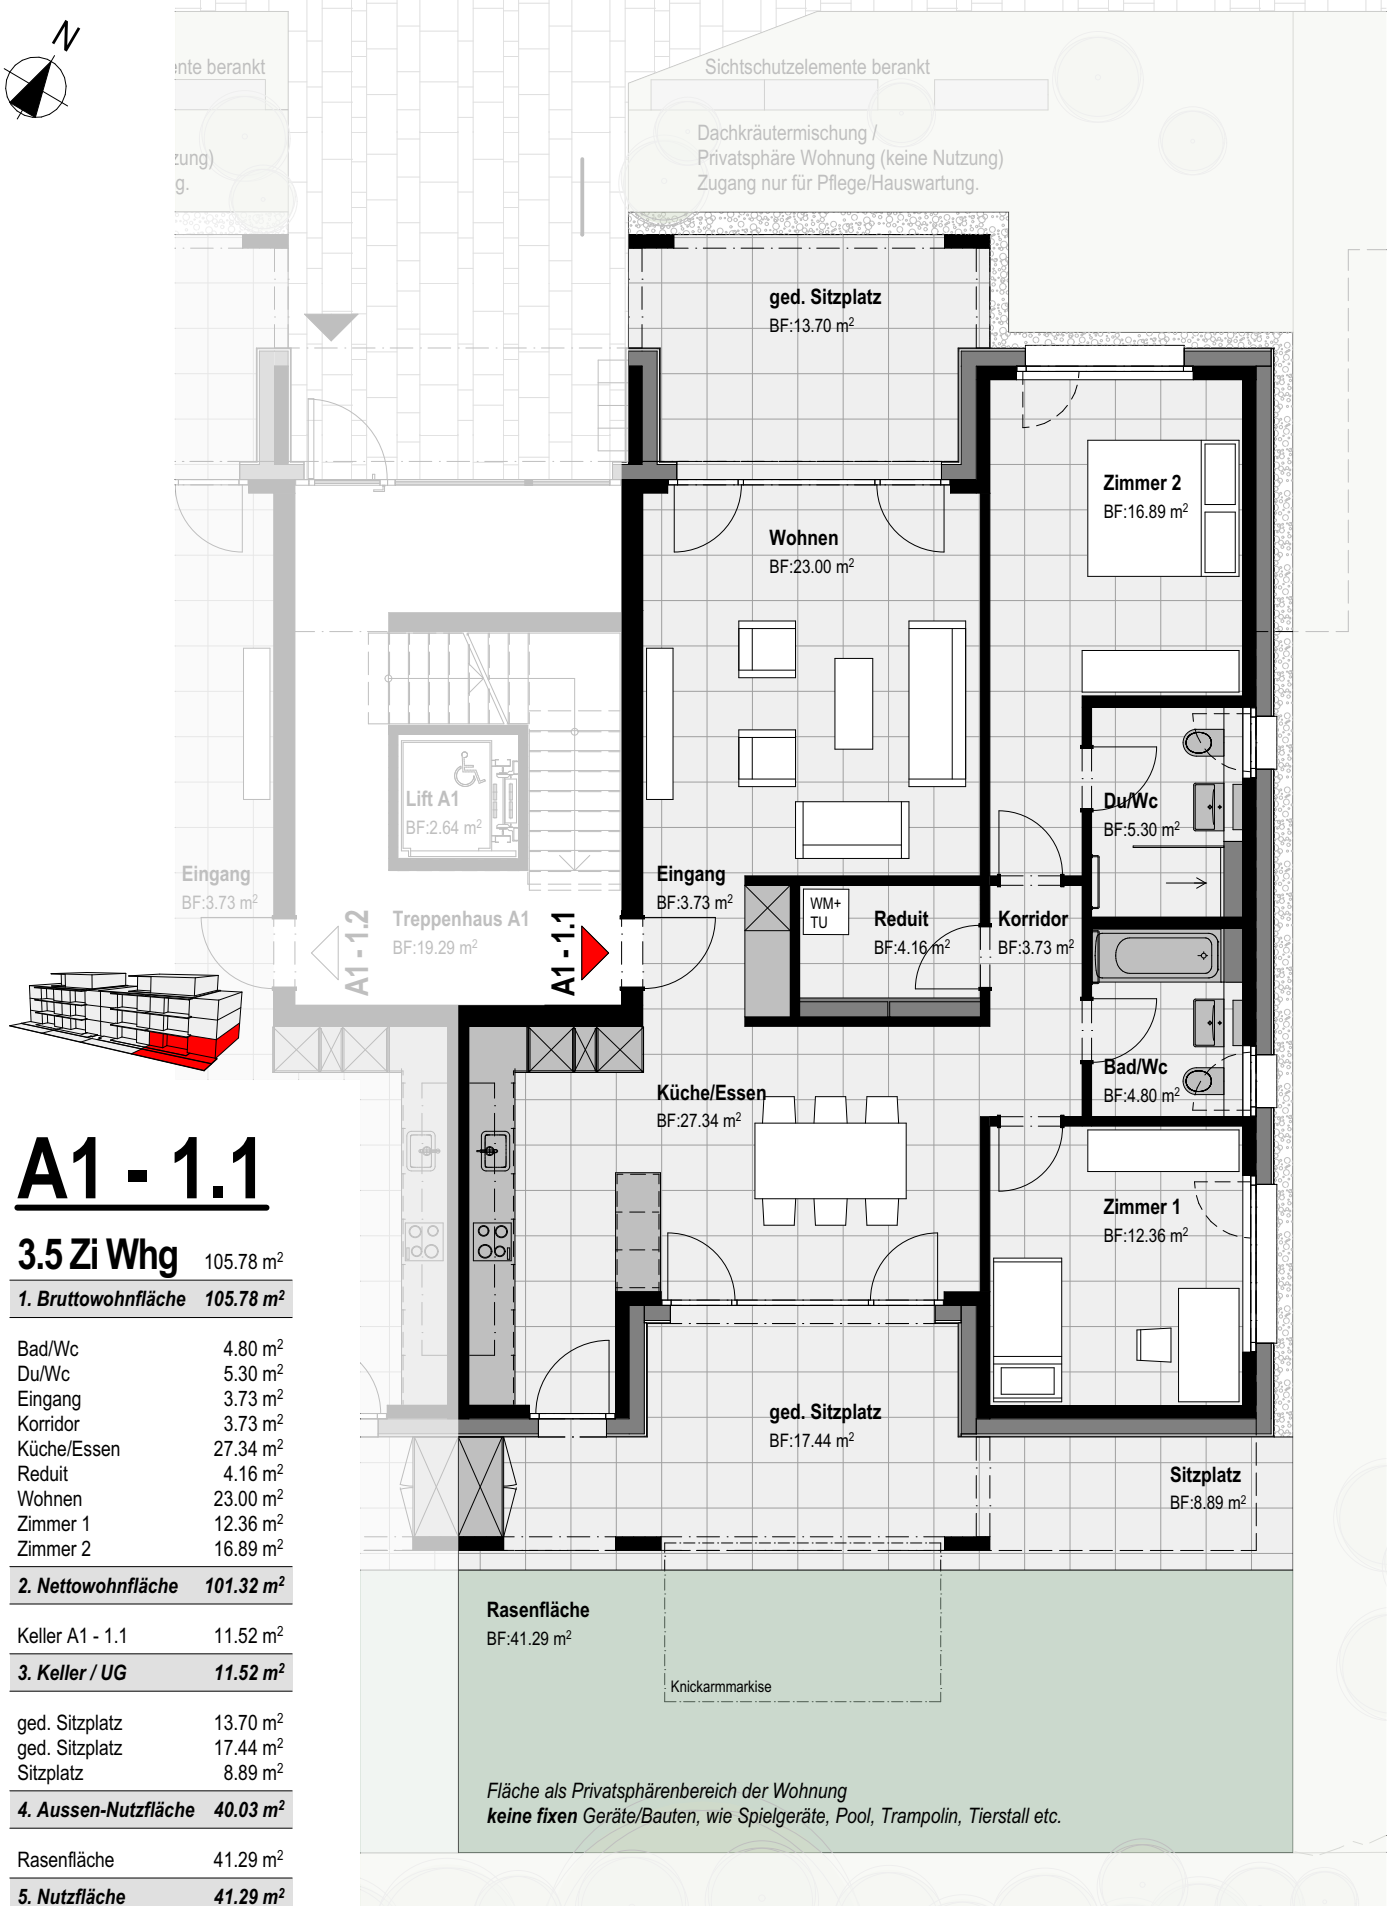 N
ente berankt
zung)
g.
Sichtschutzelemente berankt
Dachkräutermischung /
Privatsphäre Wohnung (keine Nutzung)
Zugang nur für Pflege/Hauswartung.
ged. Sitzplatz
BF:13.70 m²
Zimmer 2
BF:16.89 m²
Wohnen
BF:23.00 m²
Lift A1
BF:2.64 m²
Du/Wc
BF:5.30 m²
Eingang
BF:3.73 m²
A1 - 1.2
Treppenhaus A1
BF:19.29 m²
A1 - 1.1
Eingang
BF:3.73 m²
WM+
TU
Reduit
BF:4.16 m²
Korridor
BF:3.73 m²
Bad/Wc
BF:4.80 m²
Küche/Essen
BF:27.34 m²
Zimmer 1
BF:12.36 m²
ged. Sitzplatz
BF:17.44 m²
Sitzplatz
BF:8.89 m²
Rasenfläche
BF:41.29 m²
Knickarmmarkise
Fläche als Privatsphärenbereich der Wohnung
keine fixen Geräte/Bauten, wie Spielgeräte, Pool, Trampolin, Tierstall etc.
A1 - 1.1
3.5 Zi Whg 105.78 m²
1. Bruttowohnfläche 105.78 m²
Bad/Wc 4.80 m²
Du/Wc 5.30 m²
Eingang 3.73 m²
Korridor 3.73 m²
Küche/Essen 27.34 m²
Reduit 4.16 m²
Wohnen 23.00 m²
Zimmer 1 12.36 m²
Zimmer 2 16.89 m²
2. Nettowohnfläche 101.32 m²
Keller A1 - 1.1 11.52 m²
3. Keller / UG 11.52 m²
ged. Sitzplatz 13.70 m²
ged. Sitzplatz 17.44 m²
Sitzplatz 8.89 m²
4. Aussen-Nutzfläche 40.03 m²
Rasenfläche 41.29 m²
5. Nutzfläche 41.29 m²